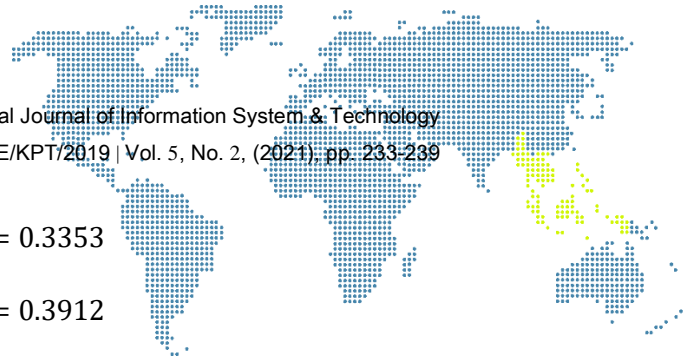 al Journal of Information System & Technology
E/KPT/2019 | Vol. 5, No. 2, (2021), pp. 233-239
= 0.3353
= 0.3912